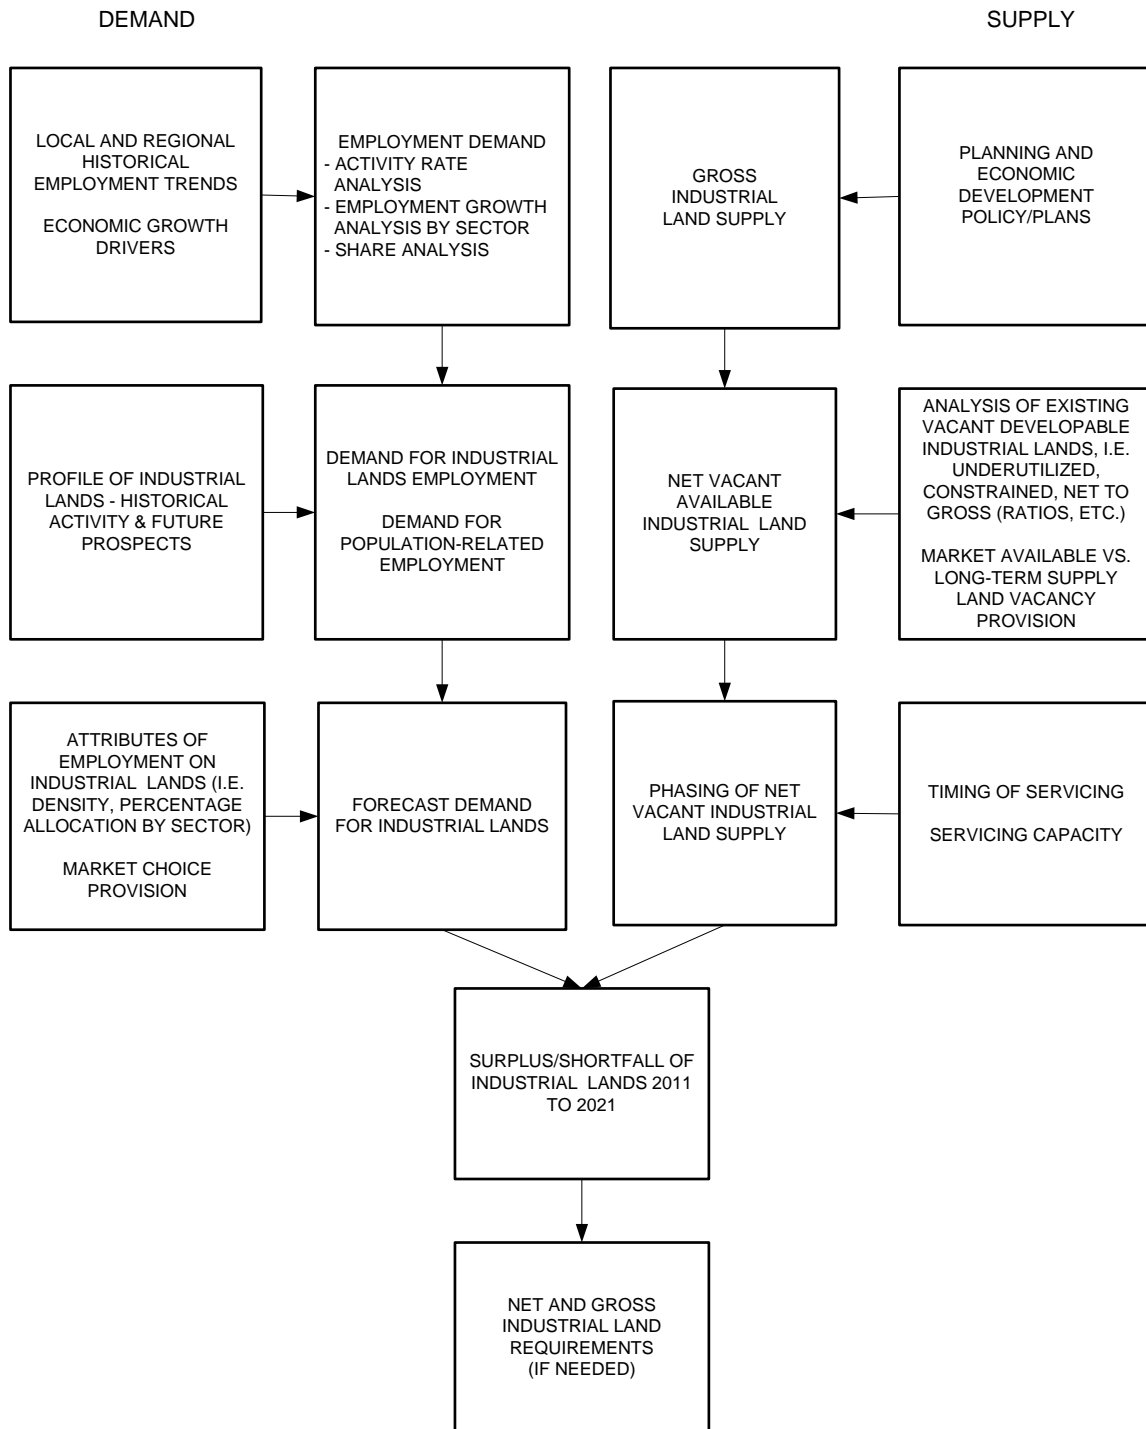 DEMAND
SUPPLY
LOCAL AND REGIONAL
HISTORICAL
EMPLOYMENT TRENDS
ECONOMIC GROWTH
DRIVERS
EMPLOYMENT DEMAND
- ACTIVITY RATE
ANALYSIS
- EMPLOYMENT GROWTH
ANALYSIS BY SECTOR
- SHARE ANALYSIS
GROSS
INDUSTRIAL
LAND SUPPLY
PLANNING AND
ECONOMIC
DEVELOPMENT
POLICY/PLANS
PROFILE OF INDUSTRIAL
LANDS - HISTORICAL
ACTIVITY & FUTURE
PROSPECTS
DEMAND FOR INDUSTRIAL
LANDS EMPLOYMENT
DEMAND FOR
POPULATION-RELATED
EMPLOYMENT
NET VACANT
AVAILABLE
INDUSTRIAL LAND
SUPPLY
ANALYSIS OF EXISTING
VACANT DEVELOPABLE
INDUSTRIAL LANDS, I.E.
UNDERUTILIZED,
CONSTRAINED, NET TO
GROSS (RATIOS, ETC.)
MARKET AVAILABLE VS.
LONG-TERM SUPPLY
LAND VACANCY
PROVISION
ATTRIBUTES OF
EMPLOYMENT ON
INDUSTRIAL LANDS (I.E.
DENSITY, PERCENTAGE
ALLOCATION BY SECTOR)
MARKET CHOICE
PROVISION
FORECAST DEMAND
FOR INDUSTRIAL LANDS
PHASING OF NET
VACANT INDUSTRIAL
LAND SUPPLY
TIMING OF SERVICING
SERVICING CAPACITY
SURPLUS/SHORTFALL OF
INDUSTRIAL LANDS 2011
TO 2021
NET AND GROSS
INDUSTRIAL LAND
REQUIREMENTS
(IF NEEDED)